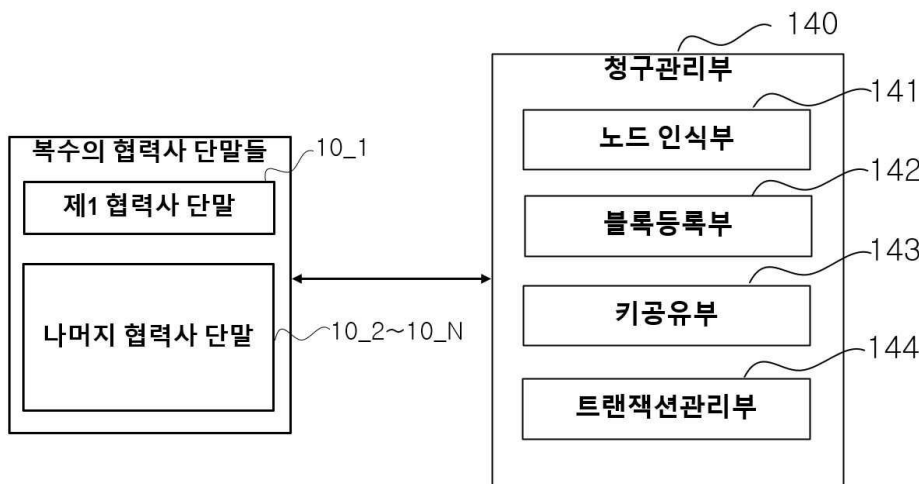 140
청구관리부
141
노드 인식부
142
블록등록부
143
키공유부
144
트랜잭션관리부
복수의 협력사 단말들
10_1
제1 협력사 단말
나머지 협력사 단말
10_2~10_N